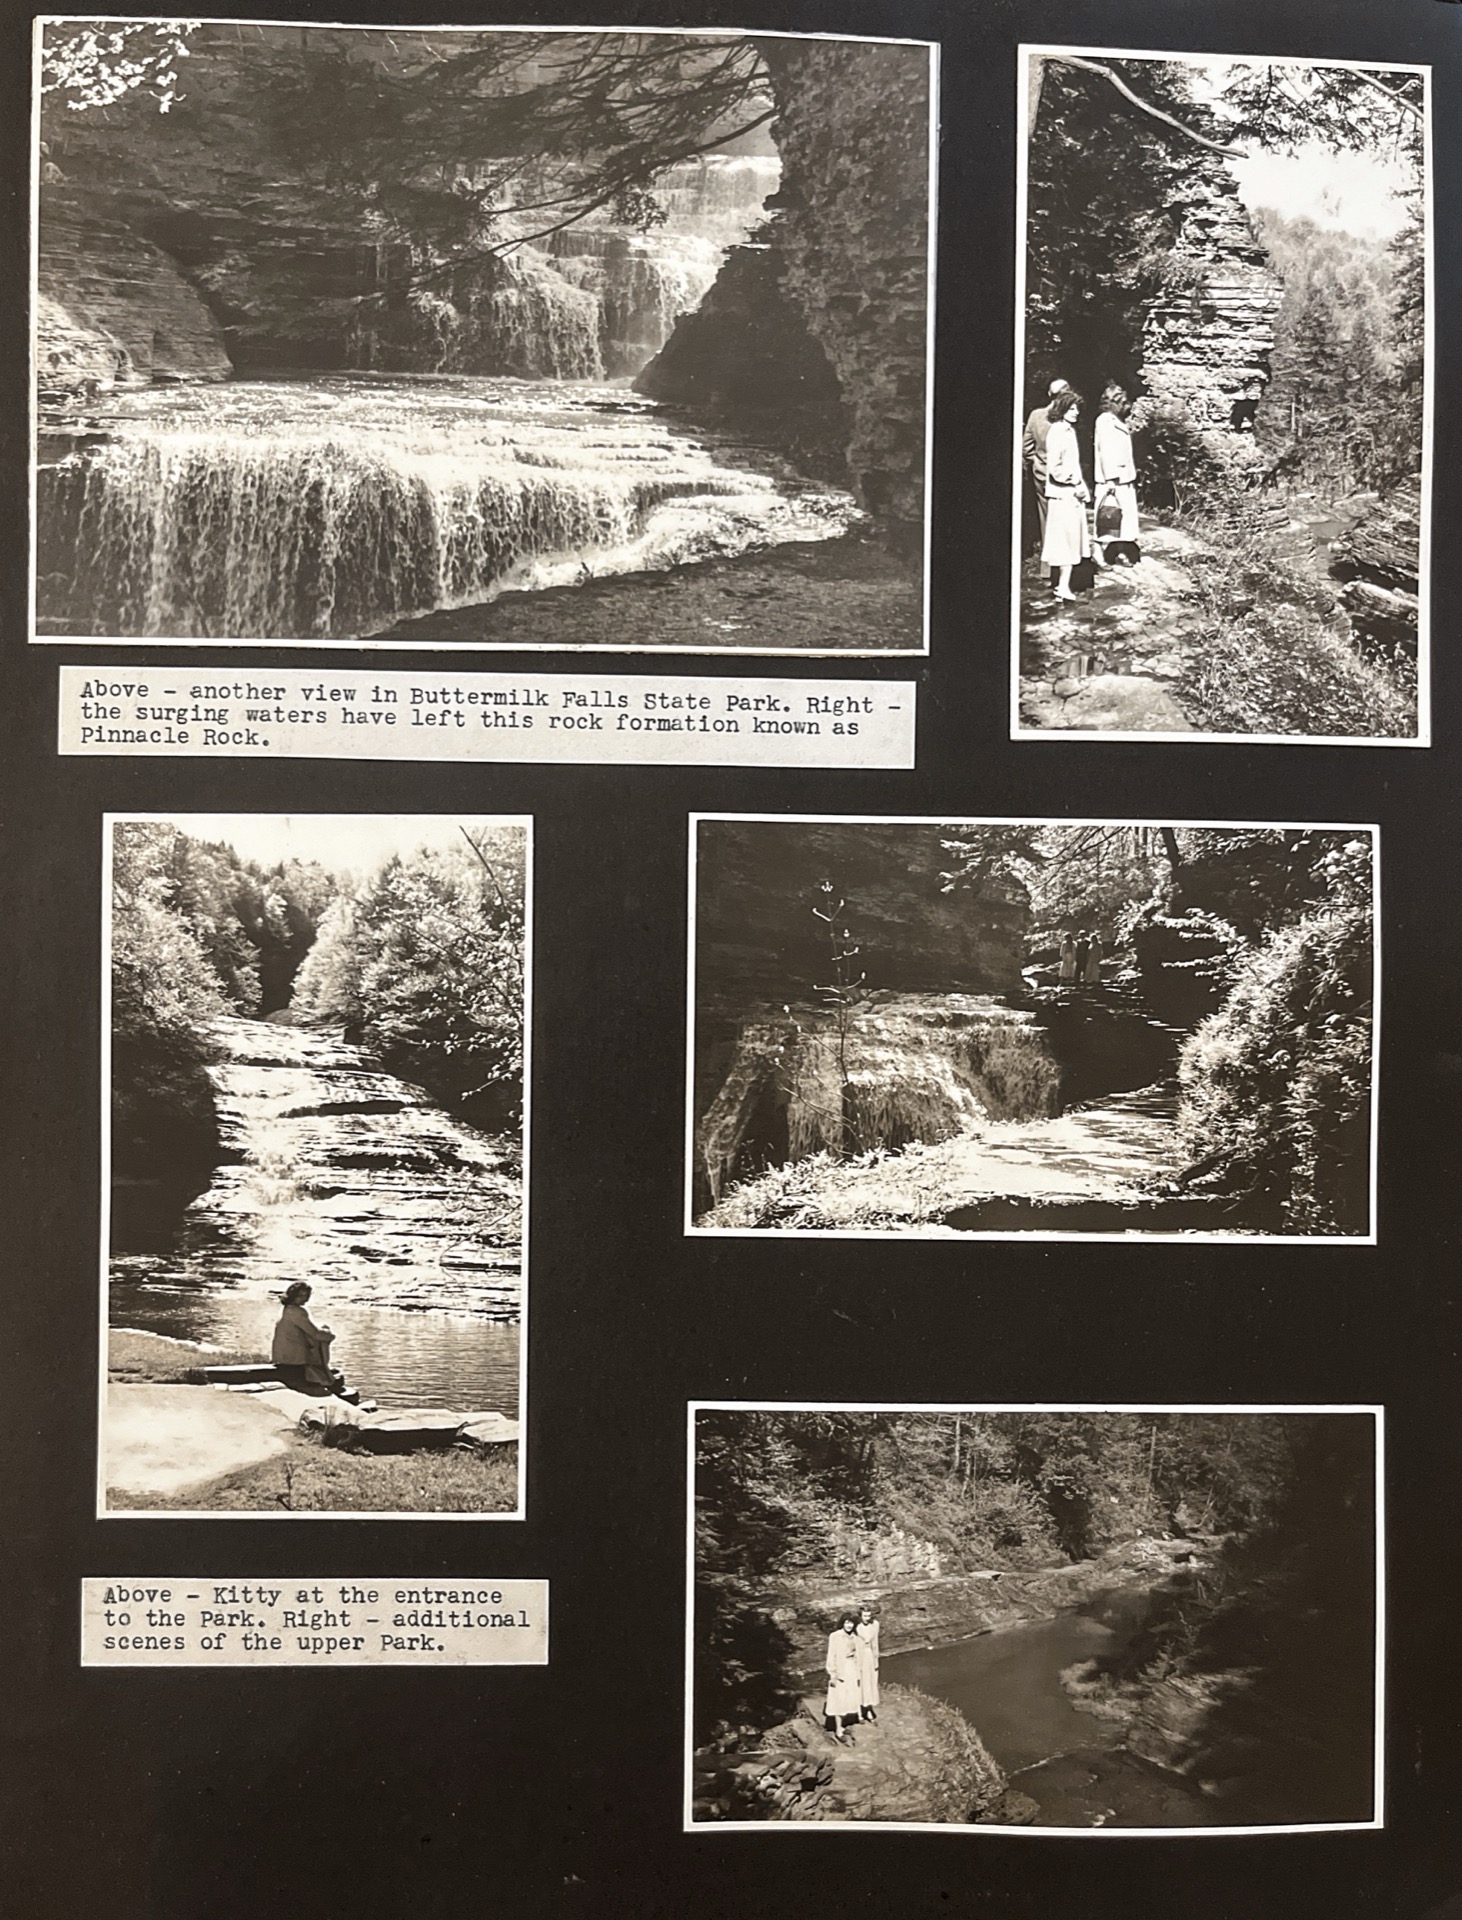 Above - another view in Buttermilk Falls State Park. Right -
the surging waters have left this rock formation known as
Pinnacle Rock.
Above - Kitty at the entrance
to the Park. Right - additional
scenes of the upper Park.